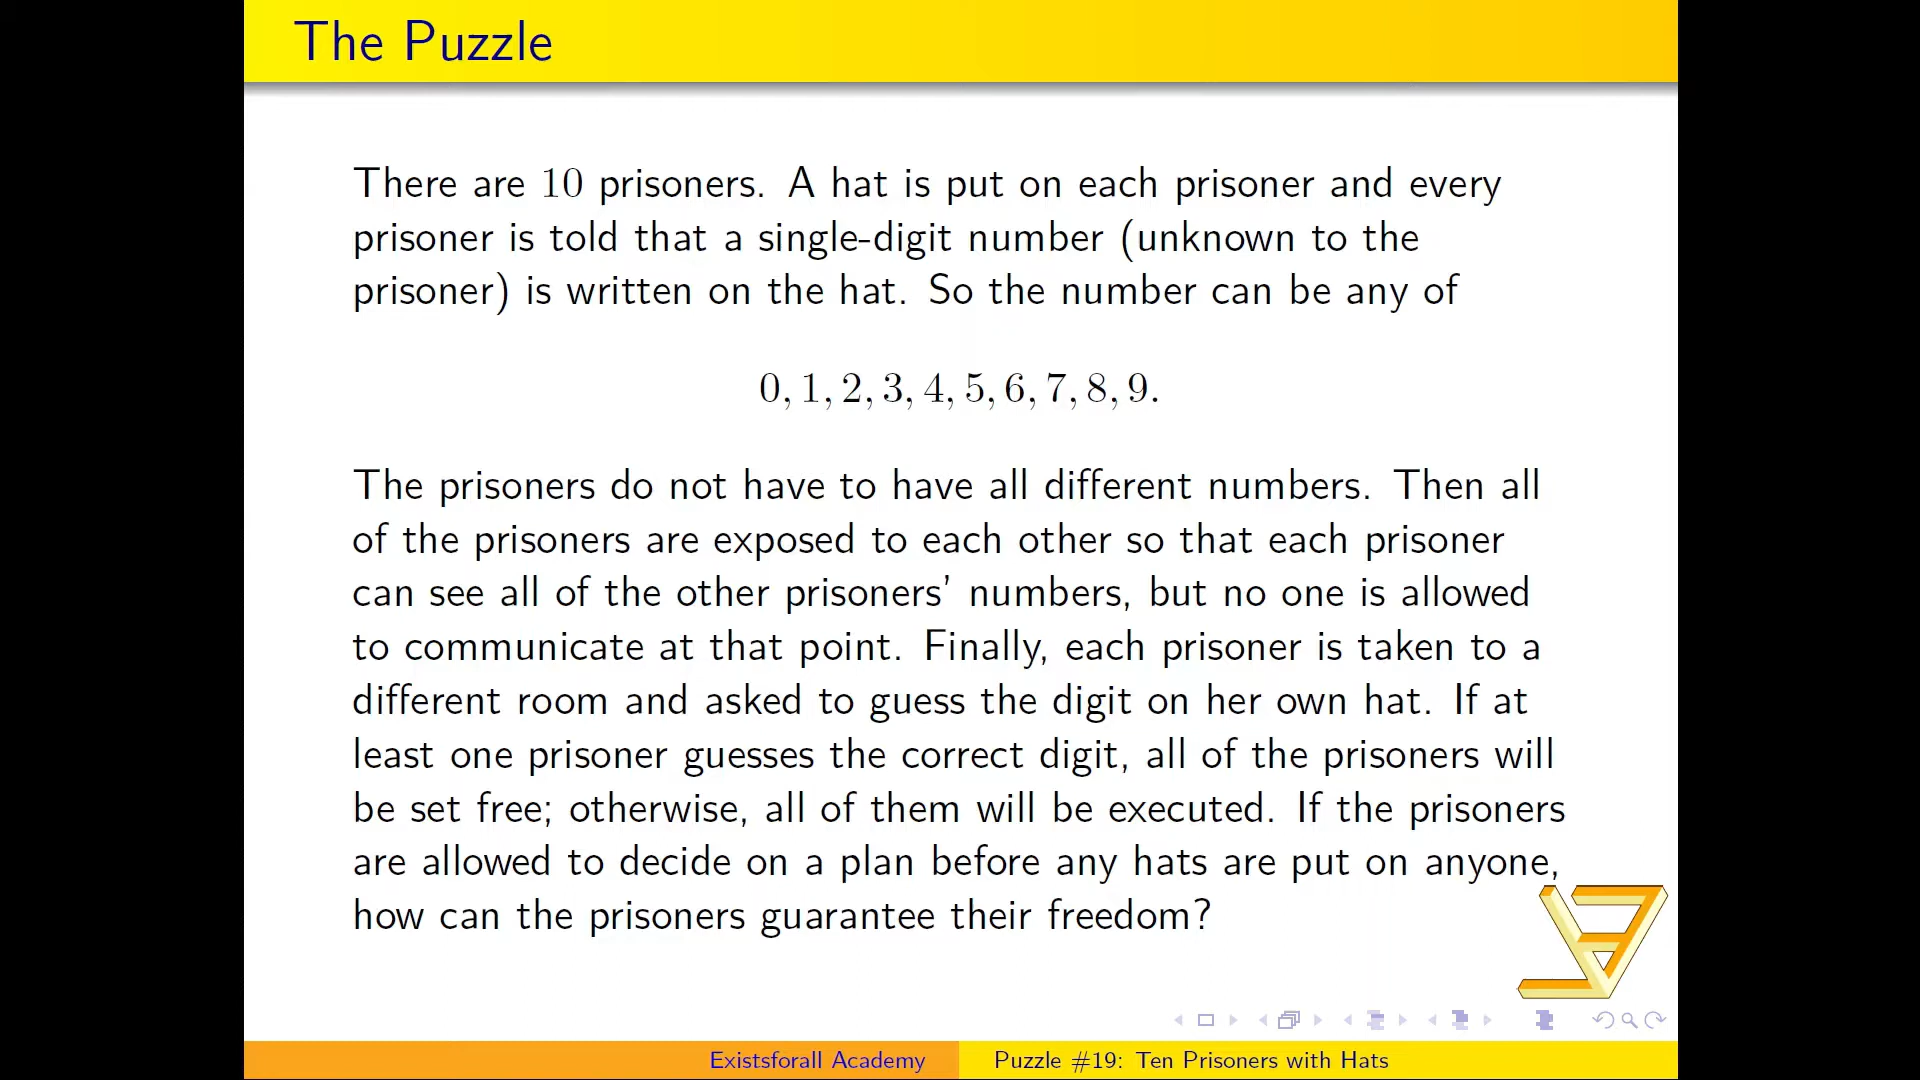 The Puzzle
There are 10 prisoners. A hat is put on each prisoner and every
prisoner is told that a single-digit number (unknown to the
prisoner) is written on the hat. So the number can be any of
0, 1, 2, 3, 4, 5, 6, 7, 8, 9.
The prisoners do not have to have all different numbers. Then all
of the prisoners are exposed to each other so that each prisoner
can see all of the other prisoners' numbers, but no one is allowed
to communicate at that point. Finally, each prisoner is taken to a
different room and asked to guess the digit on her own hat. If at
least one prisoner guesses the correct digit, all of the prisoners will
be set free; otherwise, all of them will be executed. If the prisoners
are allowed to decide on a plan before any hats are put on anyone,
how can the prisoners guarantee their freedom?
Existsforall Academy
Puzzle #19: Ten Prisoners with Hats